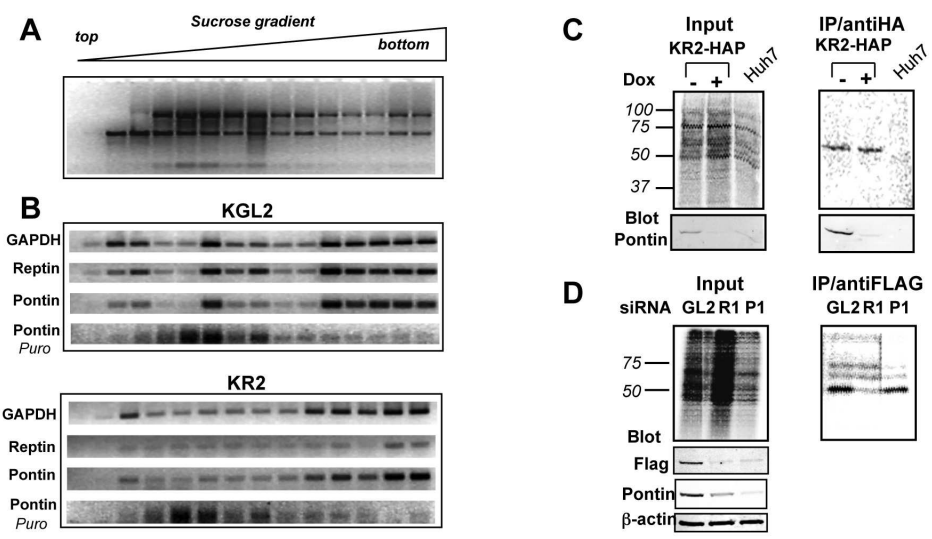 A
Sucrose gradient
top
bottom
B
KGL2
GAPDH
Reptin
Pontin
Pontin
Puro
KR2
GAPDH
Reptin
Pontin
Pontin
Puro
C
Input
IP/antiHA
KR2-HAP
Huh7
KR2-HAP
Huh7
Dox - +
- +
100
75
50
37
Blot
Pontin
D
Input
IP/antiFLAG
siRNA GL2 R1 P1
GL2 R1 P1
75
50
Blot
Flag
Pontin
β-actin